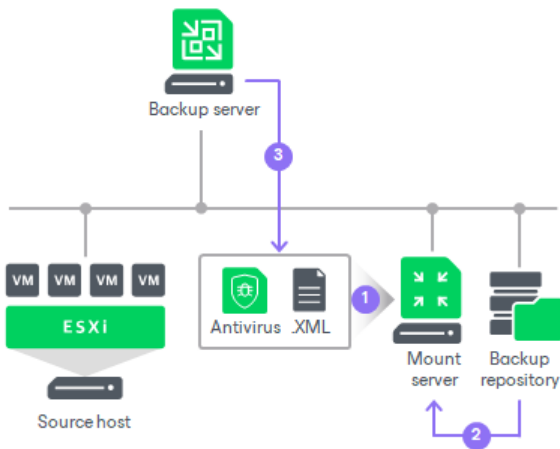 Backup server
3
VM VM VM VM
ESXi
Source host
Antivirus .XML
1
Mount
server
Backup
repository
2